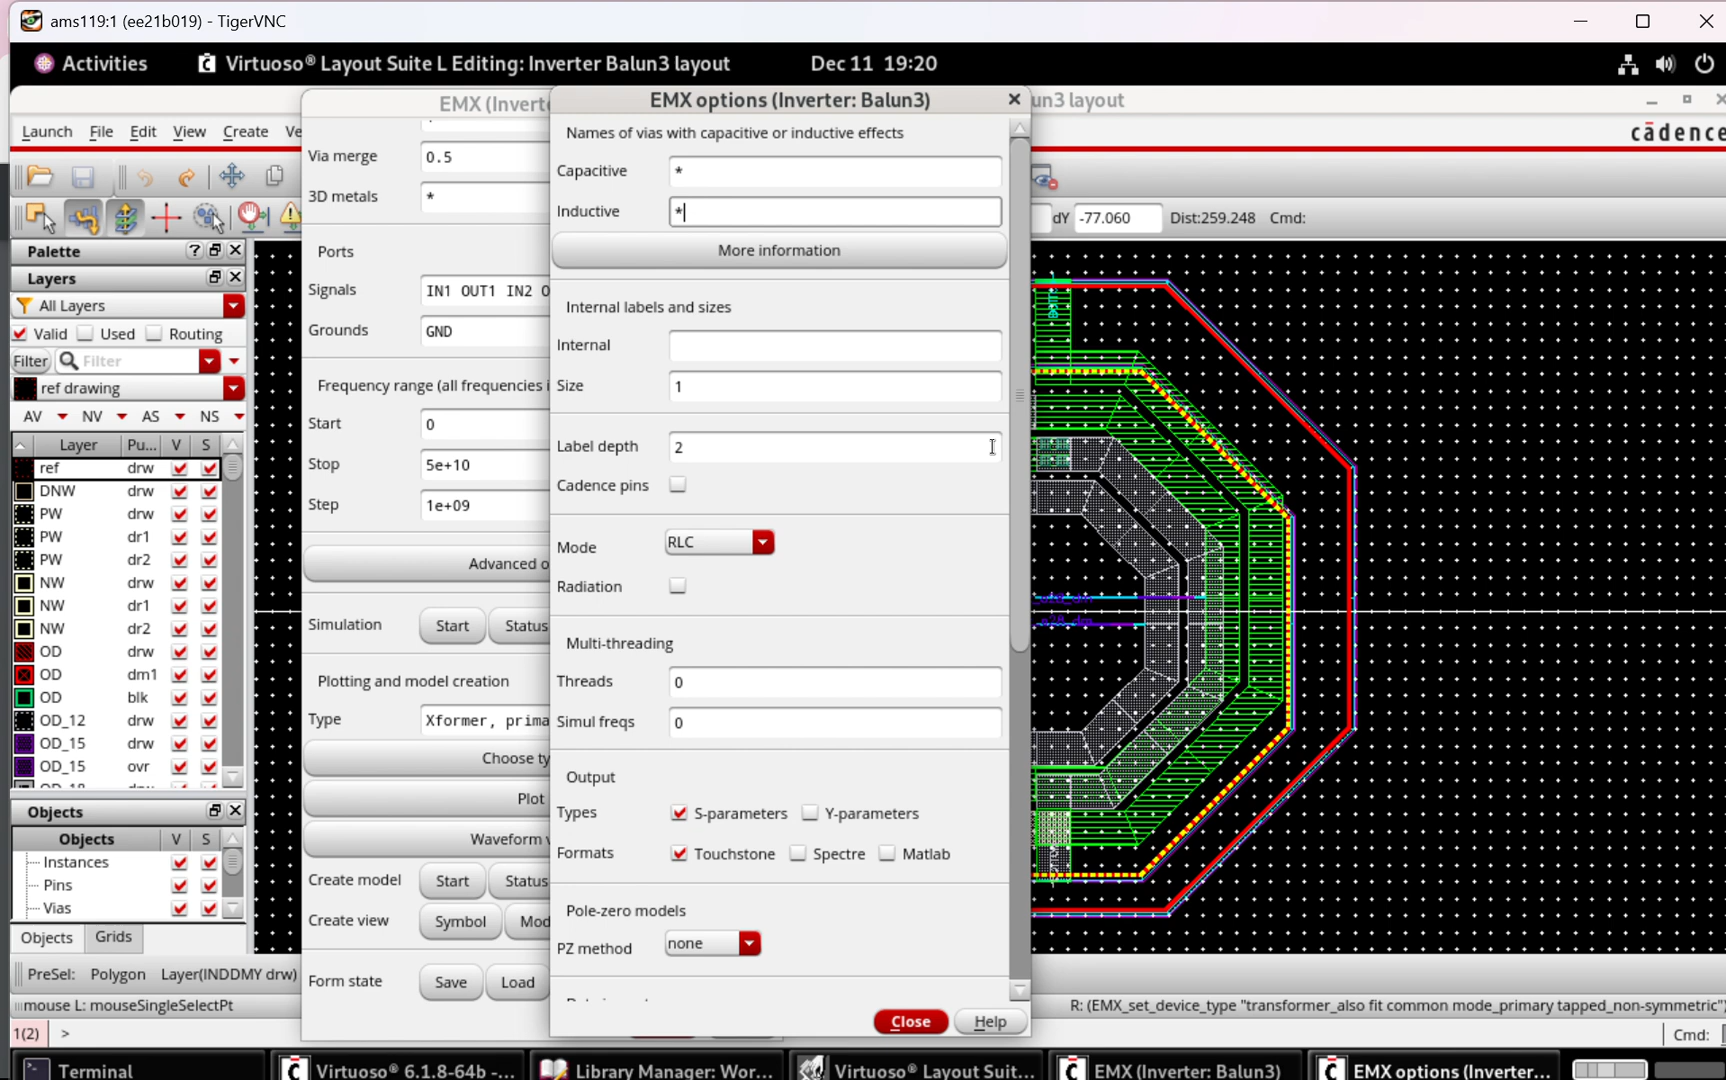 ams119:1 (ee21b019) - TigerVNC
Activities
Virtuoso® Layout Suite L Editing: Inverter Balun3 layout
Dec 11 19:20
EMX (Inverte
EMX options (Inverter: Balun3)
un3 layout
Launch File Edit View Create Ve
cādence
Names of vias with capacitive or inductive effects
Via merge 0.5
Capacitive *
3D metals *
Inductive *
dY -77.060 Dist:259.248 Cmd:
More information
Palette
Layers
All Layers
Valid Used Routing
Filter Filter
ref drawing
AV NV AS NS
Layer Pu... V S
ref drw
DNW drw
PW drw
PW dr1
PW dr2
NW drw
NW dr1
NW dr2
OD drw
OD dm1
OD blk
OD_12 drw
OD_15 drw
OD_15 ovr
Objects
Objects V S
Instances
Pins
Vias
Objects Grids
Ports
Signals IN1 OUT1 IN2 O
Grounds GND
Frequency range (all frequencies i
Start 0
Stop 5e+10
Step 1e+09
Advanced o
Simulation Start Status
Plotting and model creation
Type Xformer, prima
Choose ty
Plot
Waveform v
Create model Start Status
Create view Symbol Mod
Form state Save Load
Internal labels and sizes
Internal
Size 1
Label depth 2
Cadence pins
Mode RLC
Radiation
Multi-threading
Threads 0
Simul freqs 0
Output
Types S-parameters Y-parameters
Formats Touchstone Spectre Matlab
Pole-zero models
PZ method none
Close Help
PreSel: Polygon Layer(INDDMY drw)
mouse L: mouseSingleSelectPt
R: (EMX_set_device_type "transformer_also fit common mode_primary tapped_non-symmetric"
1(2) >
Cmd:
Terminal
Virtuoso® 6.1.8-64b -...
Library Manager: Wor...
Virtuoso® Layout Suit...
EMX (Inverter: Balun3)
EMX options (Inverter...